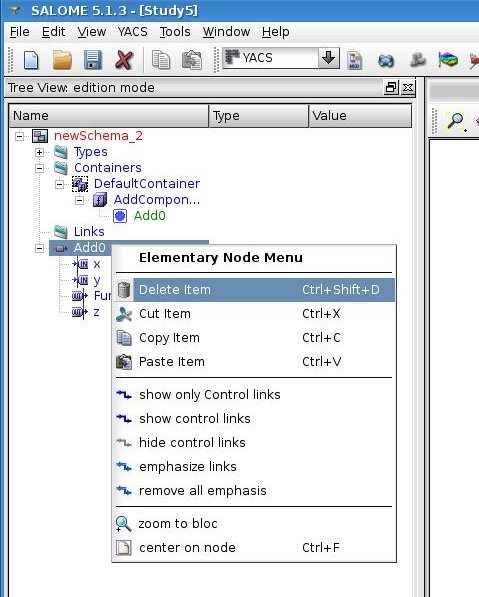 SALOME 5.1.3 - [Study5]
File Edit View YACS Tools Window Help
YACS
Tree View: edition mode
Name Type Value
newSchema_2
Types
Containers
DefaultContainer
AddCompon...
Add0
Links
Add0
x
y
Fur
z
Elementary Node Menu
Delete Item Ctrl+Shift+D
Cut Item Ctrl+X
Copy Item Ctrl+C
Paste Item Ctrl+V
show only Control links
show control links
hide control links
emphasize links
remove all emphasis
zoom to bloc
center on node Ctrl+F